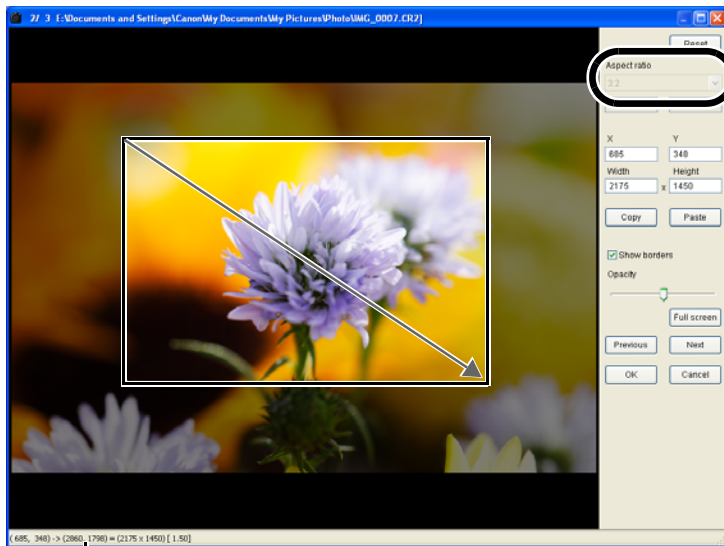 2/ 3 E:\Documents and Settings\Canon\My Documents\My Pictures\Photo\IMG_0007.CR2]
Reset
Aspect ratio
3:2
X Y
685 348
Width Height
2175 x 1450
Copy Paste
Show borders
Opacity
Full screen
Previous Next
OK Cancel
( 685, 348) -> (2860, 1798) = (2175 x 1450) [ 1.50]